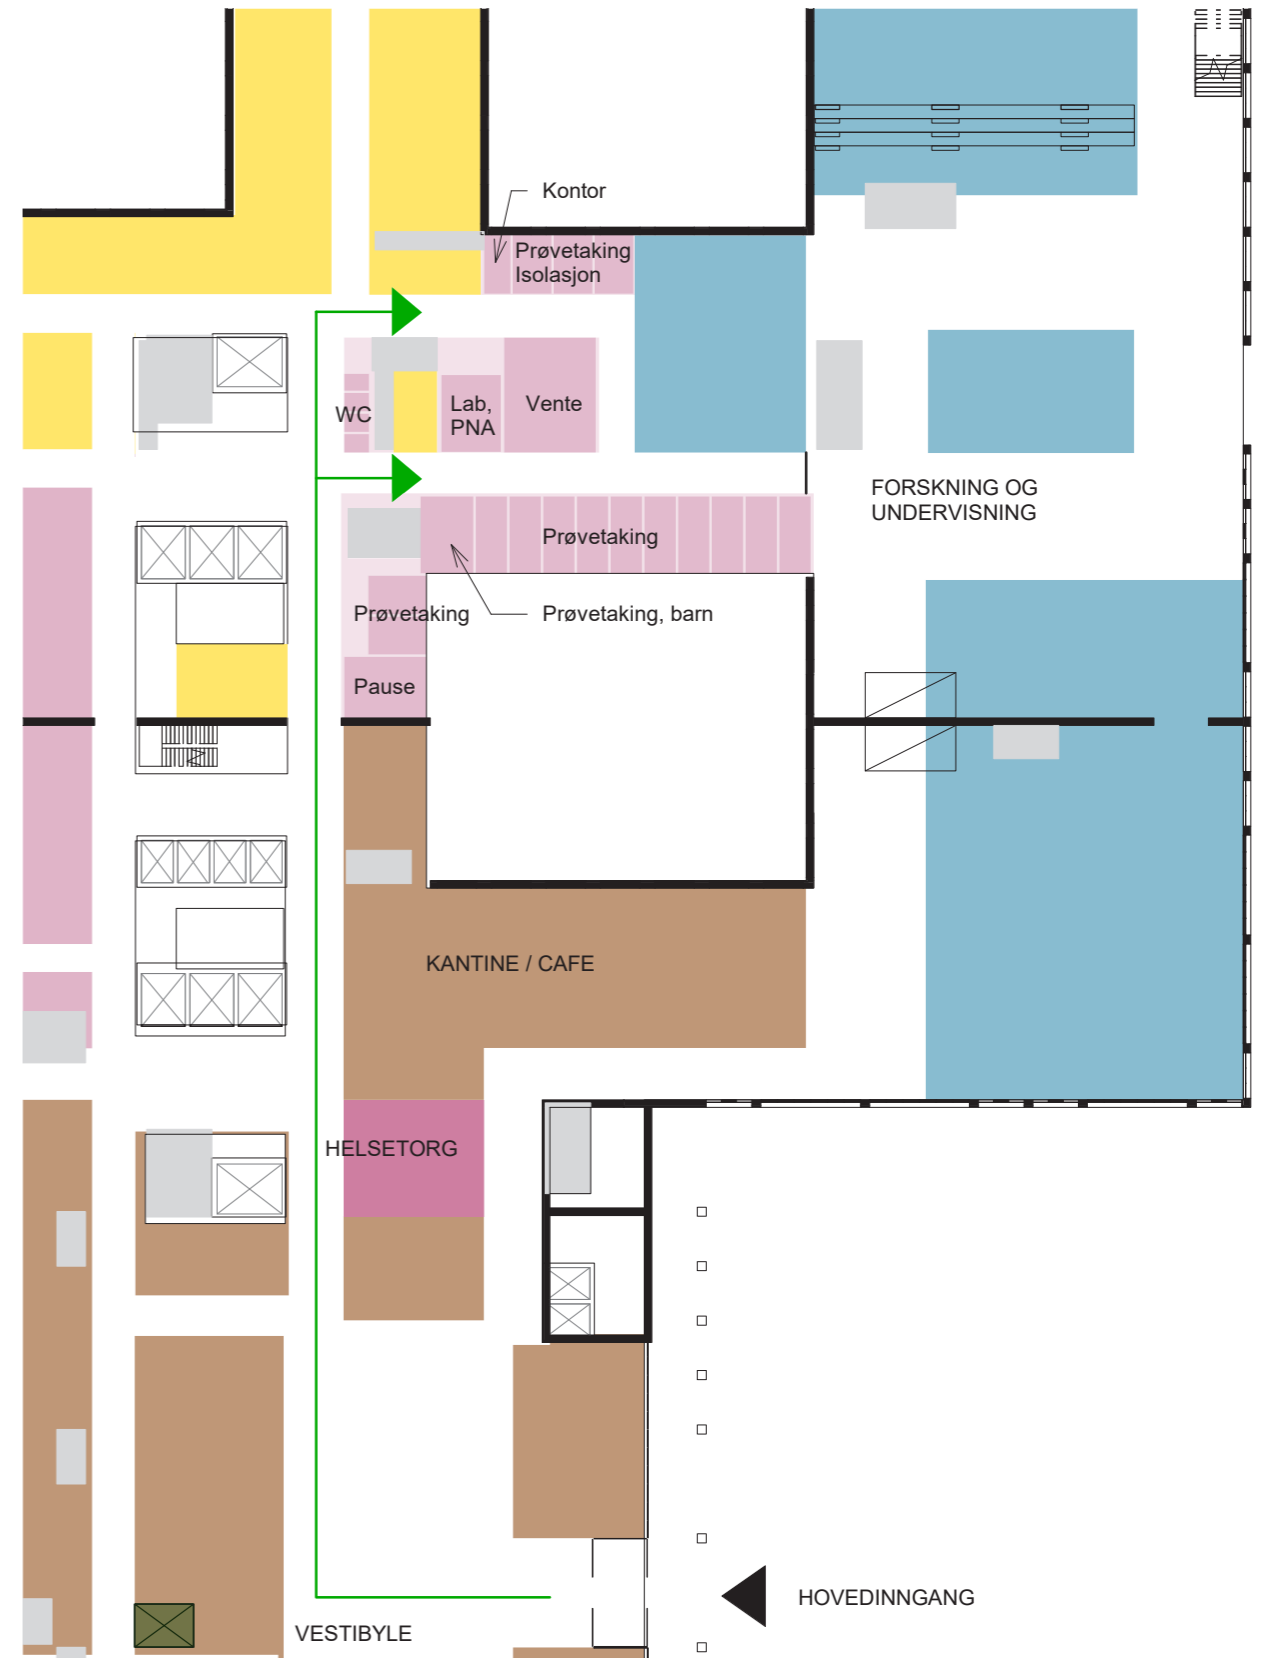 Kontor
Prøvetaking
Isolasjon
WC
Lab,
PNA
Vente
FORSKNING OG
UNDERVISNING
Prøvetaking
Prøvetaking
Prøvetaking, barn
Pause
KANTINE / CAFE
HELSETORG
HOVEDINNGANG
VESTIBYLE